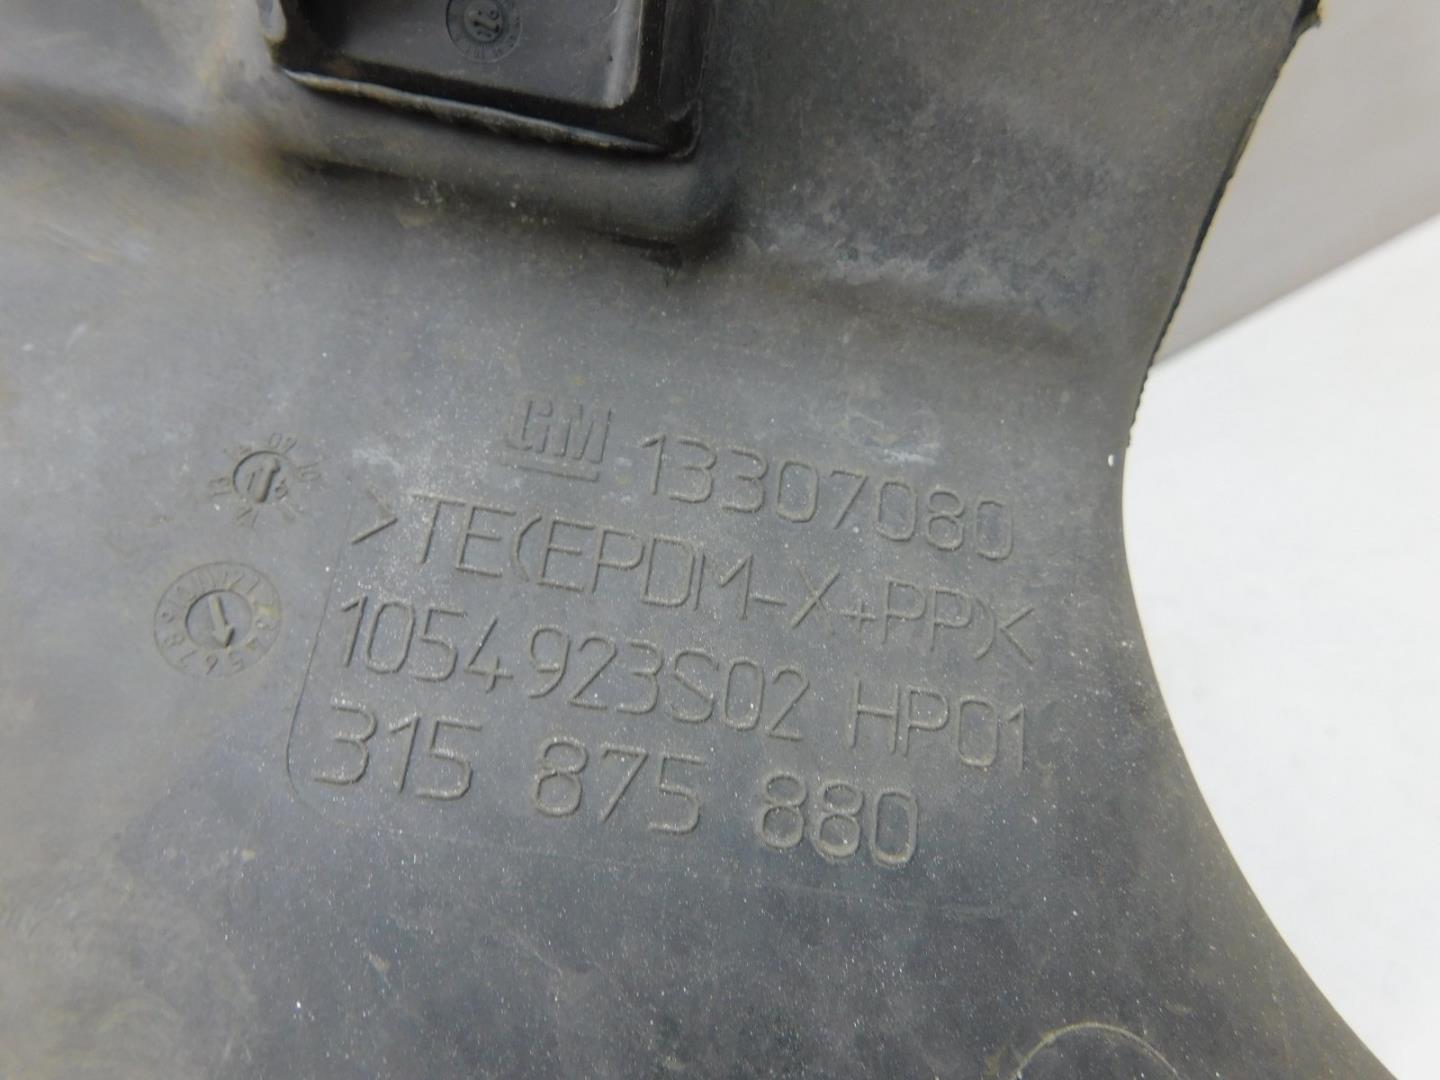 GM 13307080
>TE(EPDM-X+PP)<
1054923S02 HP01
315 875 880